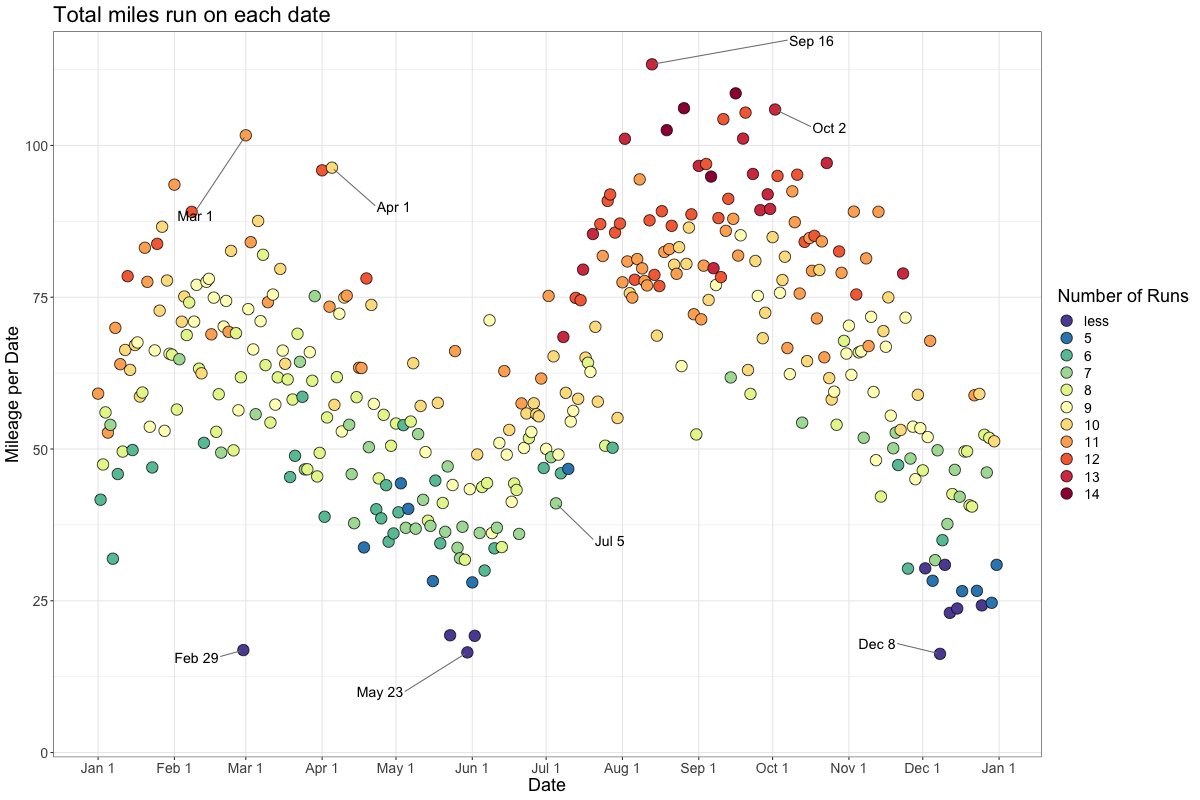 Total miles run on each date
Mileage per Date
100
75
50
25
0
Sep 16
Oct 2
Mar 1
Apr 1
Jul 5
Feb 29
May 23
Dec 8
Jan 1 Feb 1 Mar 1 Apr 1 May 1 Jun 1 Jul 1 Aug 1 Sep 1 Oct 1 Nov 1 Dec 1 Jan 1
Date
Number of Runs
less
5
6
7
8
9
10
11
12
13
14